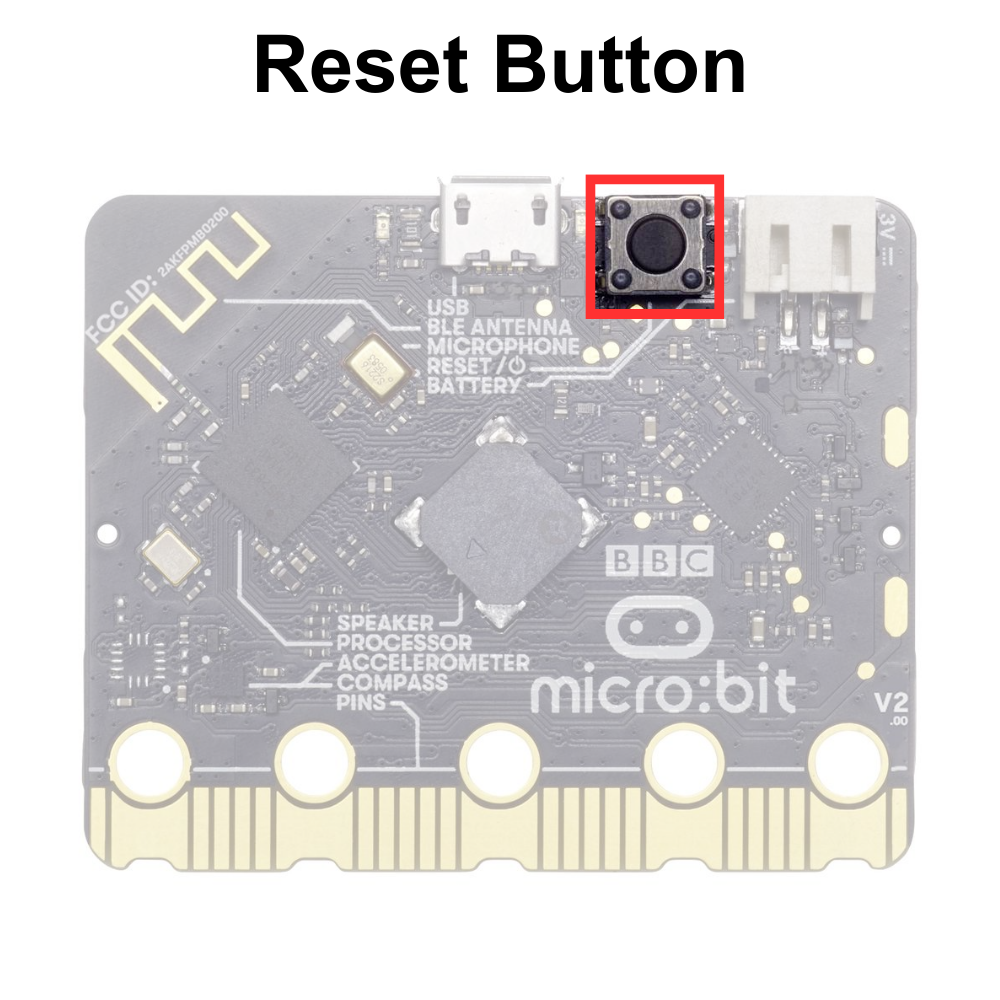 Reset Button
FCC ID: 2AKFPMB0200
3V
USB
BLE ANTENNA
MICROPHONE
RESET/⏻
BATTERY
BBC
SPEAKER
PROCESSOR
ACCELEROMETER
COMPASS
PINS
micro:bit
V2
.00